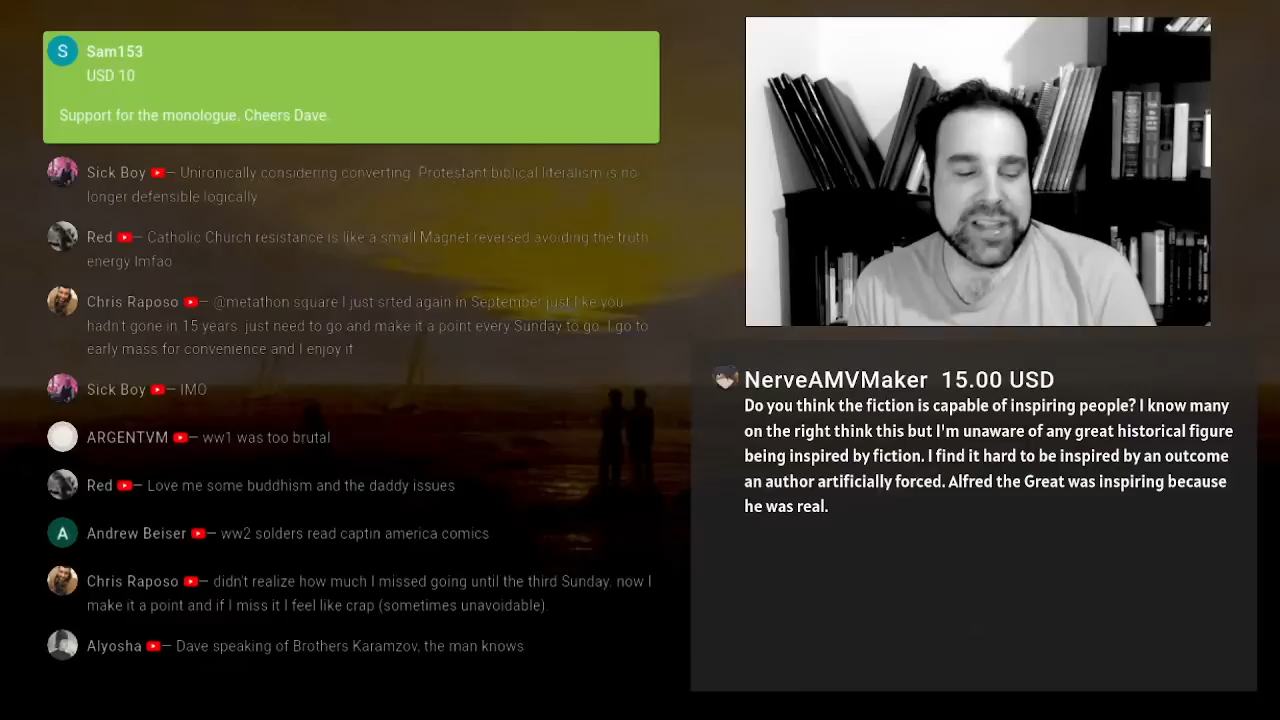 S
Sam153
USD 10
Support for the monologue. Cheers Dave.
Sick Boy — Unironically considering converting. Protestant biblical literalism is no
longer defensible logically
Red — Catholic Church resistance is like a small Magnet reversed avoiding the truth
energy lmfao
Chris Raposo — @metathon square I just srted again in September just like you
hadn't gone in 15 years. just need to go and make it a point every Sunday to go. I go to
early mass for convenience and I enjoy it
Sick Boy — IMO
ARGENTVM — ww1 was too brutal
Red — Love me some buddhism and the daddy issues
A
Andrew Beiser — ww2 solders read captin america comics
Chris Raposo — didn't realize how much I missed going until the third Sunday. now I
make it a point and if I miss it I feel like crap (sometimes unavoidable).
Alyosha — Dave speaking of Brothers Karamzov, the man knows
NerveAMVMaker 15.00 USD
Do you think the fiction is capable of inspiring people? I know many
on the right think this but I'm unaware of any great historical figure
being inspired by fiction. I find it hard to be inspired by an outcome
an author artificially forced. Alfred the Great was inspiring because
he was real.